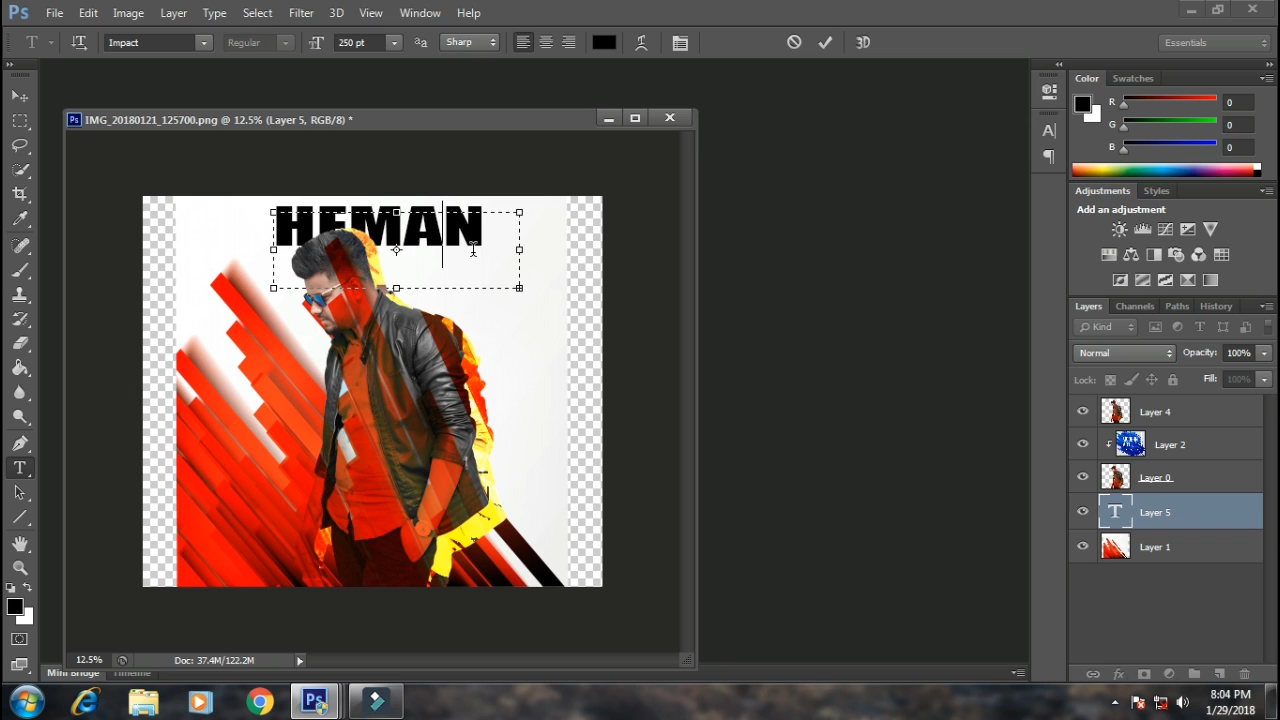 Ps File Edit Image Layer Type Select Filter 3D View Window Help
T Impact Regular 250 pt Sharp 3D Essentials
Color Swatches
R 0
G 0
B 0
IMG_20180121_125700.png @ 12.5% (Layer 5, RGB/8) *
HEMAN
Adjustments Styles
Add an adjustment
Layers Channels Paths History
Kind
Normal Opacity: 100%
Lock: Fill: 100%
Layer 4
Layer 2
Layer 0
Layer 5
Layer 1
12.5% Doc: 37.4M/122.2M
Mini Bridge Timeline
8:04 PM
1/29/2018